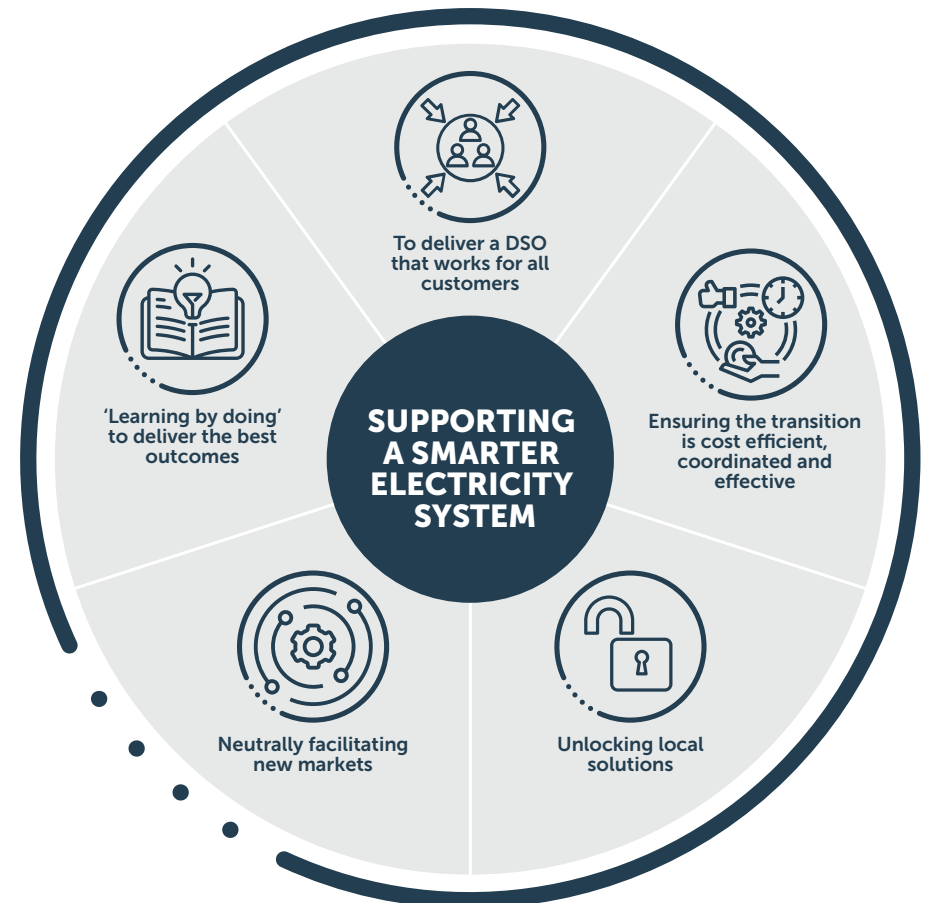 To deliver a DSO
that works for all
customers
Ensuring the transition
is cost efficient,
coordinated and
effective
Unlocking local
solutions
Neutrally facilitating
new markets
‘Learning by doing’
to deliver the best
outcomes
SUPPORTING
A SMARTER
ELECTRICITY
SYSTEM